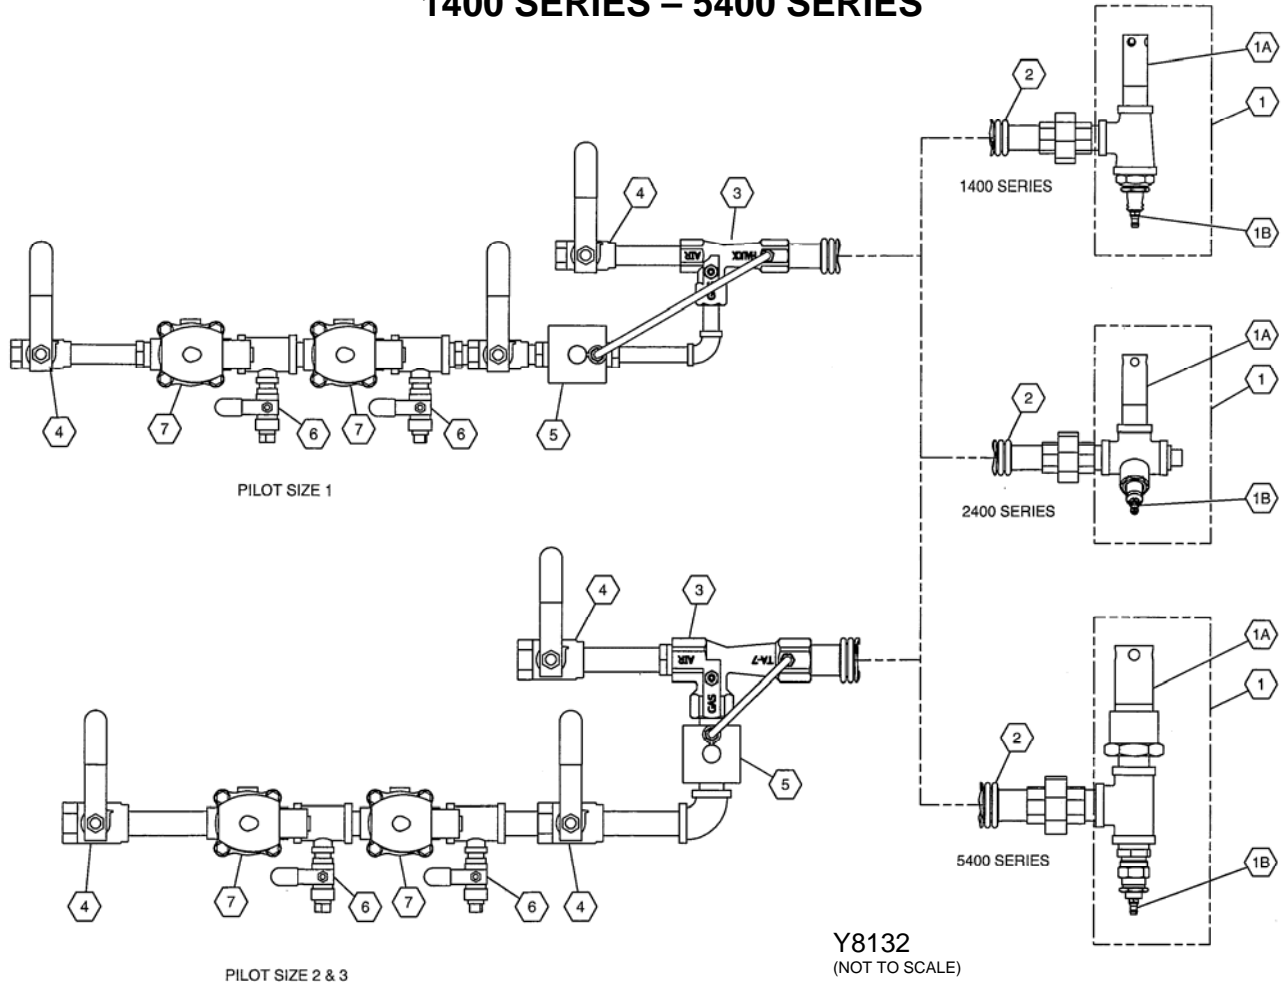 1400 SERIES – 5400 SERIES
1A
2
1
4
3
1400 SERIES
AIR
HAUCK
1B
1A
1
2
4
7
6
7
6
5
PILOT SIZE 1
1B
2400 SERIES
4
3
AIR
TA-7
GAS
1A
1
2
5
5400 SERIES
1B
4
7
6
7
6
4
Y8132
(NOT TO SCALE)
PILOT SIZE 2 & 3